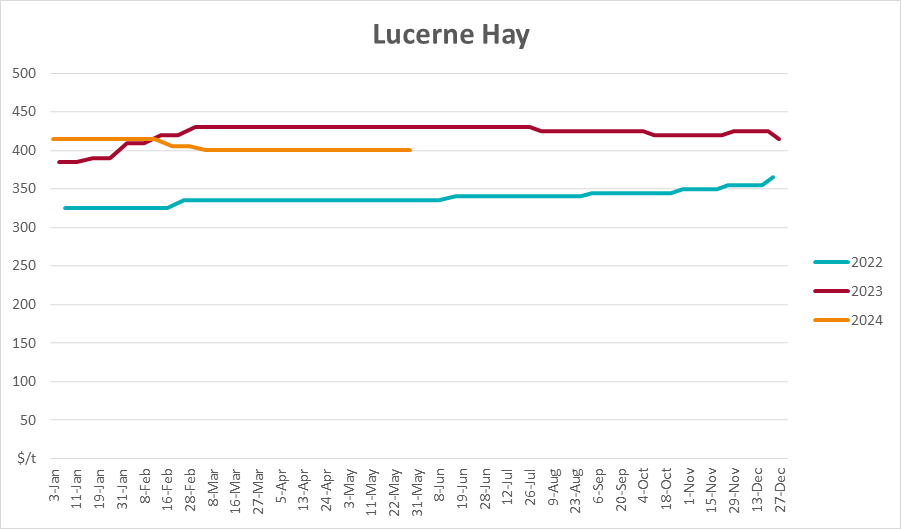 Lucerne Hay
500
450
400
350
300
250
200
150
100
50
$/t
3-Jan
11-Jan
19-Jan
31-Jan
8-Feb
16-Feb
28-Feb
8-Mar
16-Mar
27-Mar
5-Apr
13-Apr
24-Apr
3-May
11-May
22-May
31-May
8-Jun
19-Jun
28-Jun
12-Jul
26-Jul
9-Aug
23-Aug
6-Sep
20-Sep
4-Oct
18-Oct
1-Nov
15-Nov
29-Nov
13-Dec
27-Dec
2022
2023
2024